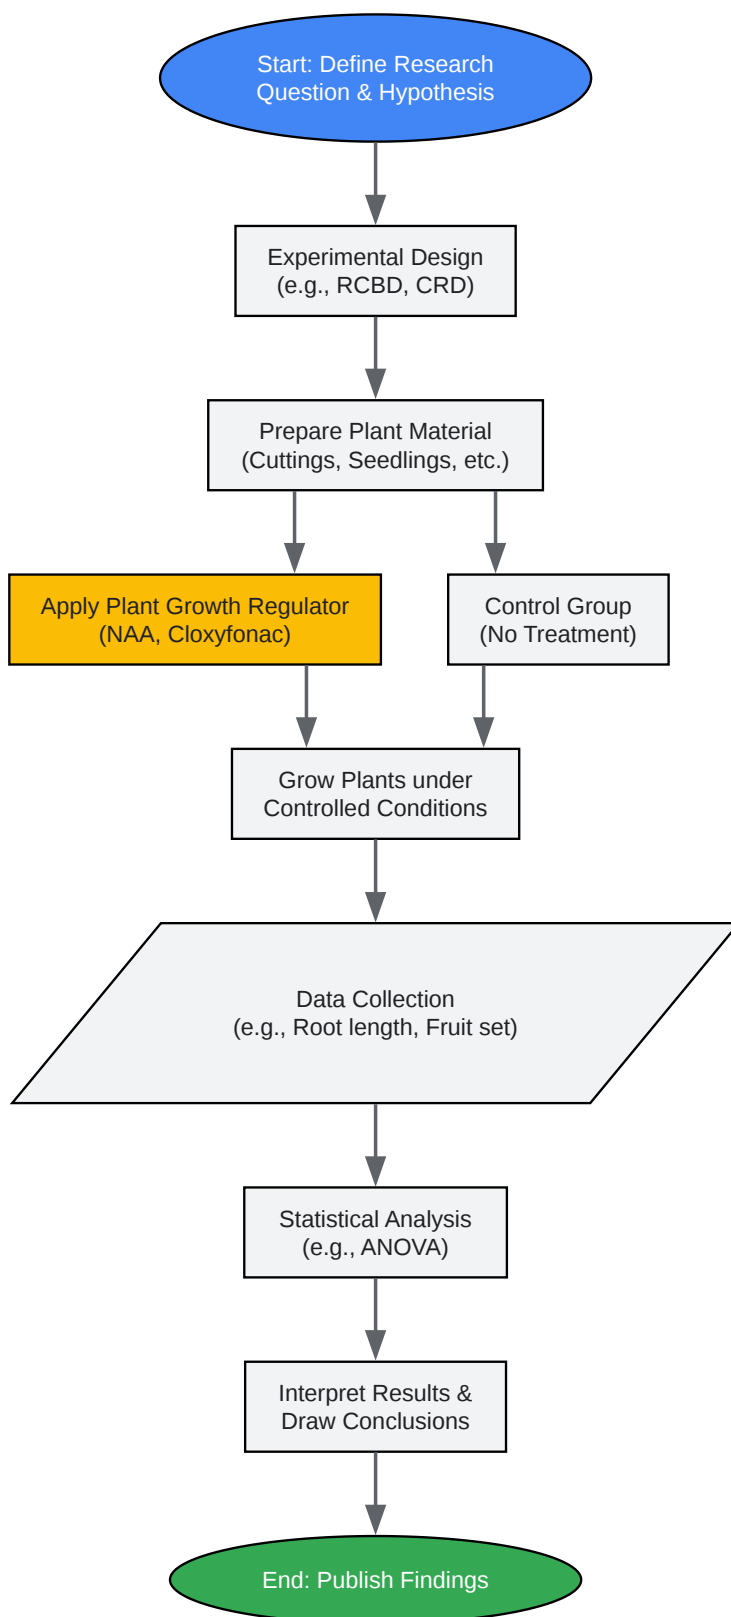 Start: Define Research
Question & Hypothesis
Experimental Design
(e.g., RCBD, CRD)
Prepare Plant Material
(Cuttings, Seedlings, etc.)
Apply Plant Growth Regulator
(NAA, Cloxyfonac)
Control Group
(No Treatment)
Grow Plants under
Controlled Conditions
Data Collection
(e.g., Root length, Fruit set)
Statistical Analysis
(e.g., ANOVA)
Interpret Results &
Draw Conclusions
End: Publish Findings